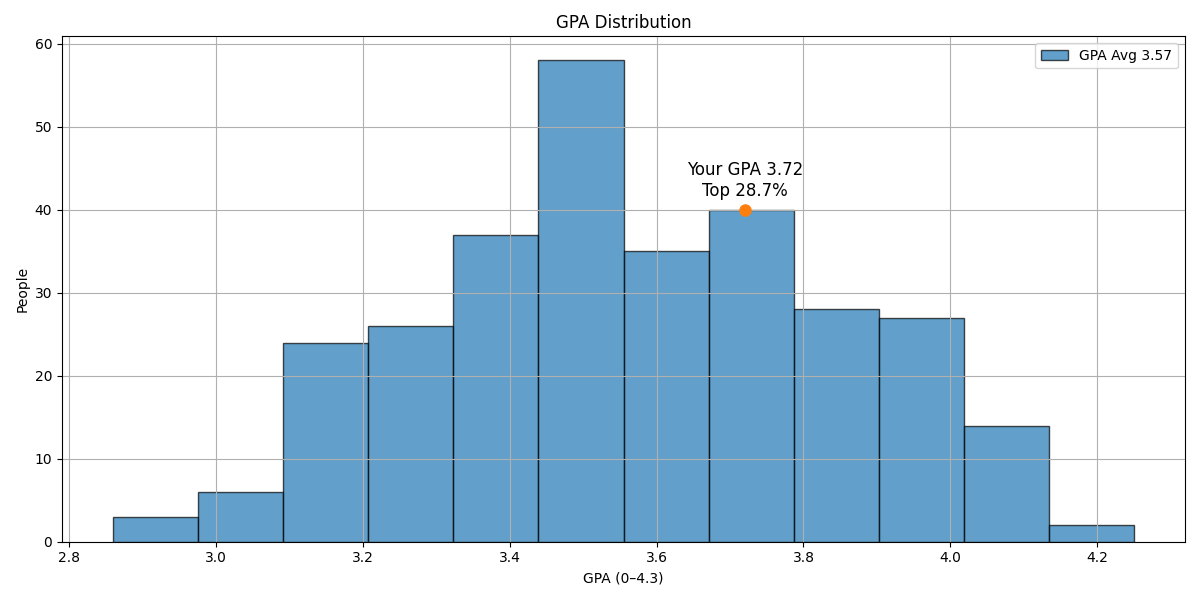 GPA Distribution
GPA Avg 3.57
Your GPA 3.72
Top 28.7%
People
60
50
40
30
20
10
0
2.8 3.0 3.2 3.4 3.6 3.8 4.0 4.2
GPA (0–4.3)